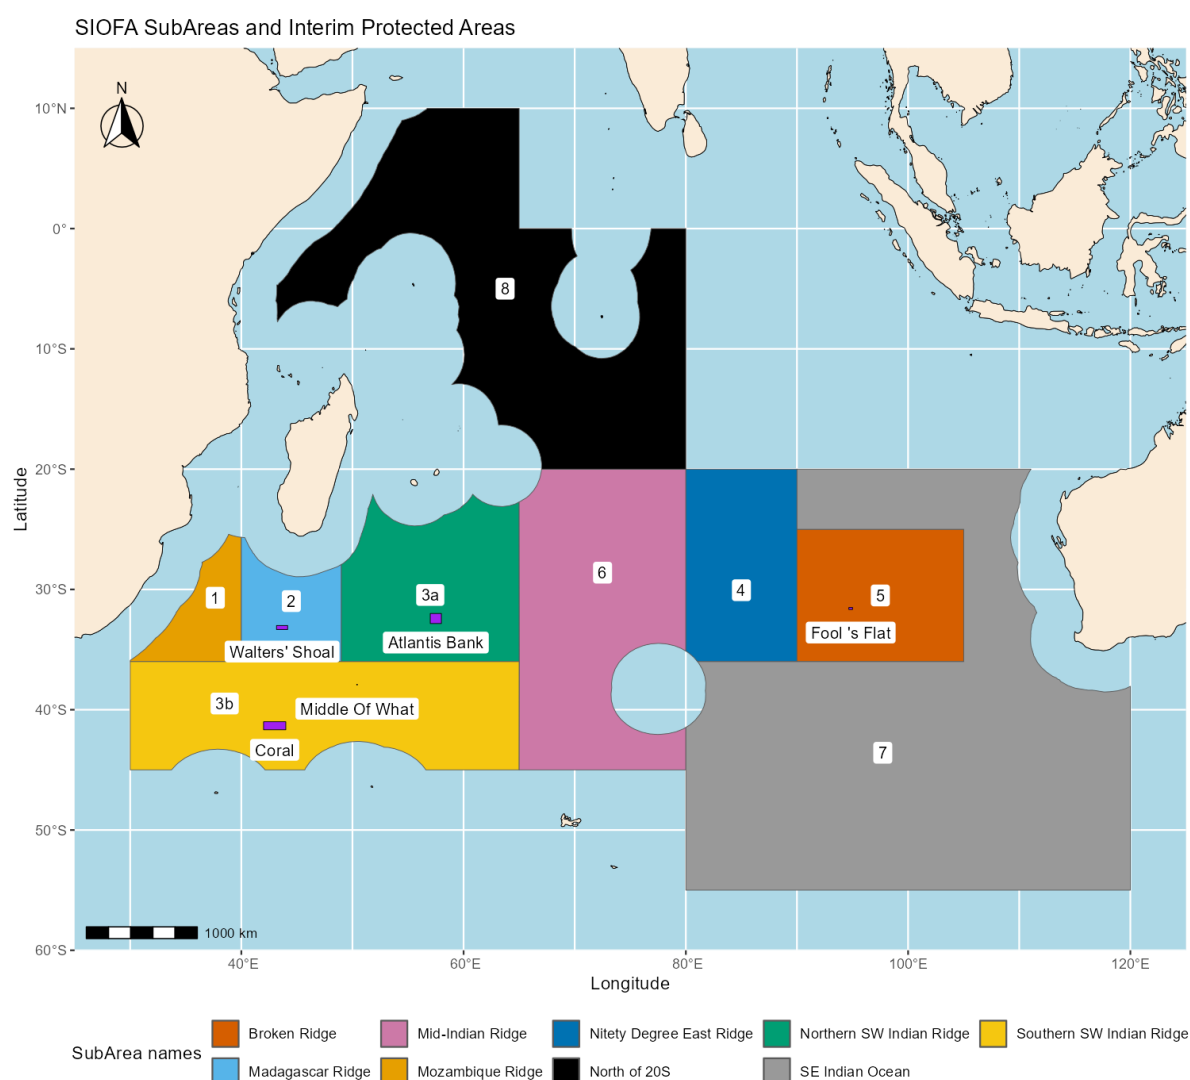 SIOFA SubAreas and Interim Protected Areas
N
10°N
0°
10°S
20°S
30°S
40°S
50°S
60°S
Latitude
8
6
3a
4
5
1
2
Fool 's Flat
Atlantis Bank
Walters' Shoal
3b
Middle Of What
Coral
7
1000 km
40°E
60°E
80°E
100°E
120°E
Longitude
SubArea names
Broken Ridge
Mid-Indian Ridge
Nitety Degree East Ridge
Northern SW Indian Ridge
Southern SW Indian Ridge
Madagascar Ridge
Mozambique Ridge
North of 20S
SE Indian Ocean